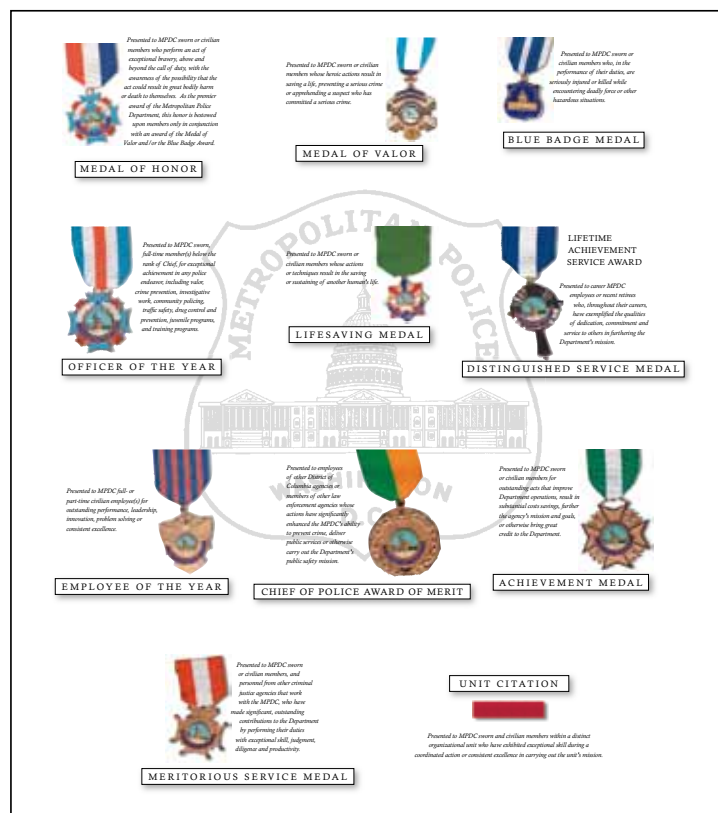 Presented to MPDC sworn or civilian
members who perform an act of
exceptional bravery, above and
beyond the call of duty, with the
awareness of the possibility that the
act could result in great bodily harm
or death to themselves. As the premier
award of the Metropolitan Police
Department, this honor is bestowed
upon members only in conjunction
with an award of the Medal of
Valor and/or the Blue Badge Award.
MEDAL OF HONOR
Presented to MPDC sworn or civilian
members whose heroic actions result in
saving a life, preventing a serious crime
or apprehending a suspect who has
committed a serious crime.
MEDAL OF VALOR
Presented to MPDC sworn or
civilian members who, in the
performance of their duties, are
seriously injured or killed while
encountering deadly force or other
hazardous situations.
BLUE BADGE MEDAL
METROPOLITAN POLICE
Presented to MPDC sworn,
full-time member(s) below the
rank of Chief, for exceptional
achievement in any police
endeavor, including valor,
crime prevention, investigative
work, community policing,
traffic safety, drug control and
prevention, juvenile programs,
and training programs.
OFFICER OF THE YEAR
Presented to MPDC sworn or
civilian members whose actions
or techniques result in the saving
or sustaining of another human's life.
LIFESAVING MEDAL
LIFETIME
ACHIEVEMENT
SERVICE AWARD
Presented to career MPDC
employees or recent retirees
who, throughout their careers,
have exemplified the qualities
of dedication, commitment and
service to others in furthering the
Department's mission.
DISTINGUISHED SERVICE MEDAL
Presented to MPDC full- or
part-time civilian employee(s) for
outstanding performance, leadership,
innovation, problem solving or
consistent excellence.
EMPLOYEE OF THE YEAR
Presented to employees
of other District of
Columbia agencies or
members of other law
enforcement agencies whose
actions have significantly
enhanced the MPDC's ability
to prevent crime, deliver
public services or otherwise
carry out the Department's
public safety mission.
CHIEF OF POLICE AWARD OF MERIT
Presented to MPDC sworn
or civilian members for
outstanding acts that improve
Department operations, result in
substantial costs savings, further
the agency's mission and goals,
or otherwise bring great
credit to the Department.
ACHIEVEMENT MEDAL
WASHINGTON
D.C.
Presented to MPDC sworn
or civilian members, and
personnel from other criminal
justice agencies that work
with the MPDC, who have
made significant, outstanding
contributions to the Department
by performing their duties
with exceptional skill, judgment,
diligence and productivity.
MERITORIOUS SERVICE MEDAL
UNIT CITATION
Presented to MPDC sworn and civilian members within a distinct
organizational unit who have exhibited exceptional skill during a
coordinated action or consistent excellence in carrying out the unit's mission.